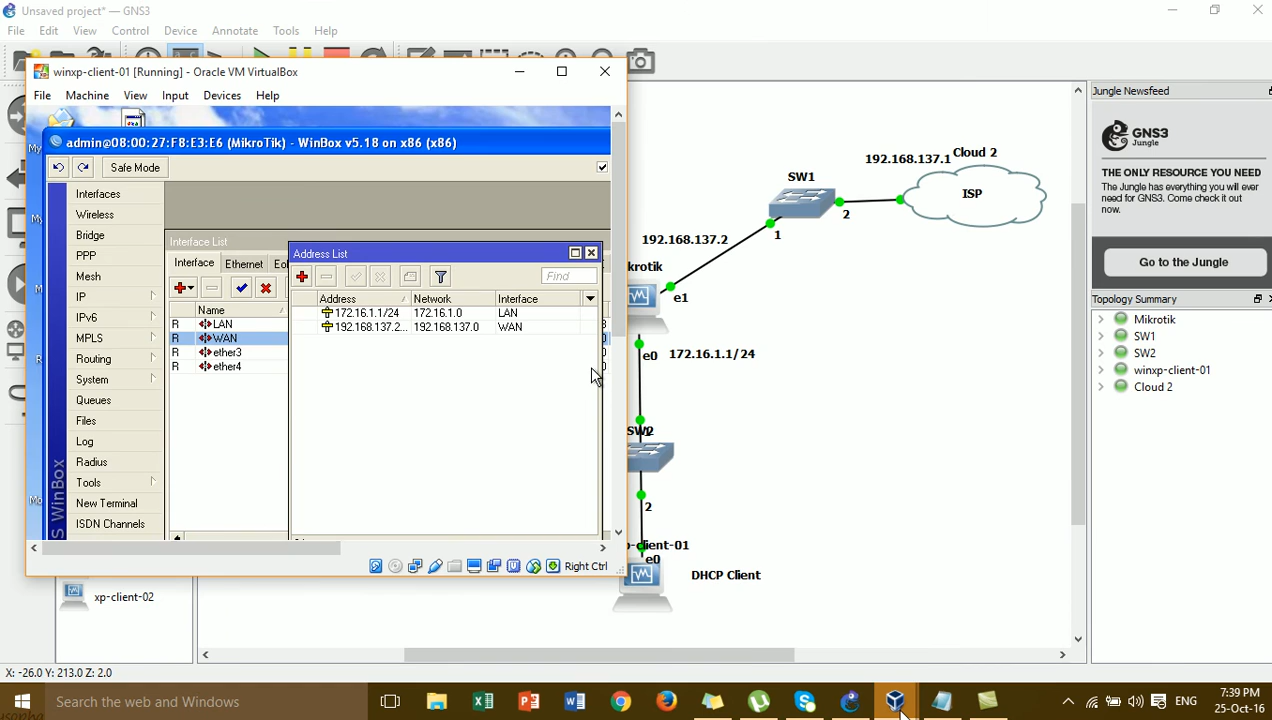 Unsaved project* - GNS3
File Edit View Control Device Annotate Tools Help
winxp-client-01 [Running] - Oracle VM VirtualBox
File Machine View Input Devices Help
admin@08:00:27:F8:E3:E6 (MikroTik) - WinBox v5.18 on x86 (x86)
Safe Mode
Interfaces
Wireless
Bridge
PPP
Mesh
IP
IPv6
MPLS
Routing
System
Queues
Files
Log
Radius
Tools
New Terminal
ISDN Channels
S WinBox
Interface List
Interface Ethernet
Name
R LAN
R WAN
R ether3
R ether4
Address List
Find
Address Network Interface
172.16.1.1/24 172.16.1.0 LAN
192.168.137.2... 192.168.137.0 WAN
Right Ctrl
xp-client-02
192.168.137.1 Cloud 2
SW1
ISP
2
1
192.168.137.2
krotik
e1
e0 172.16.1.1/24
SW2
2
p-client-01
e0
DHCP Client
Jungle Newsfeed
GNS3
Jungle
THE ONLY RESOURCE YOU NEED
The Jungle has everything you will ever
need for GNS3. Come check it out
now.
Go to the Jungle
Topology Summary
Mikrotik
SW1
SW2
winxp-client-01
Cloud 2
X: -26.0 Y: 213.0 Z: 2.0
Search the web and Windows
ENG
7:39 PM
25-Oct-16